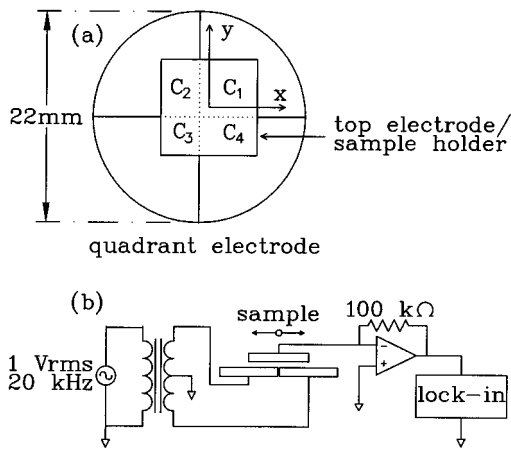 (a)
y
C₂
C₁
x
22mm
C₃
C₄
top electrode/
sample holder
quadrant electrode
(b)
sample
100 kΩ
1 Vrms
20 kHz
−
+
lock−in